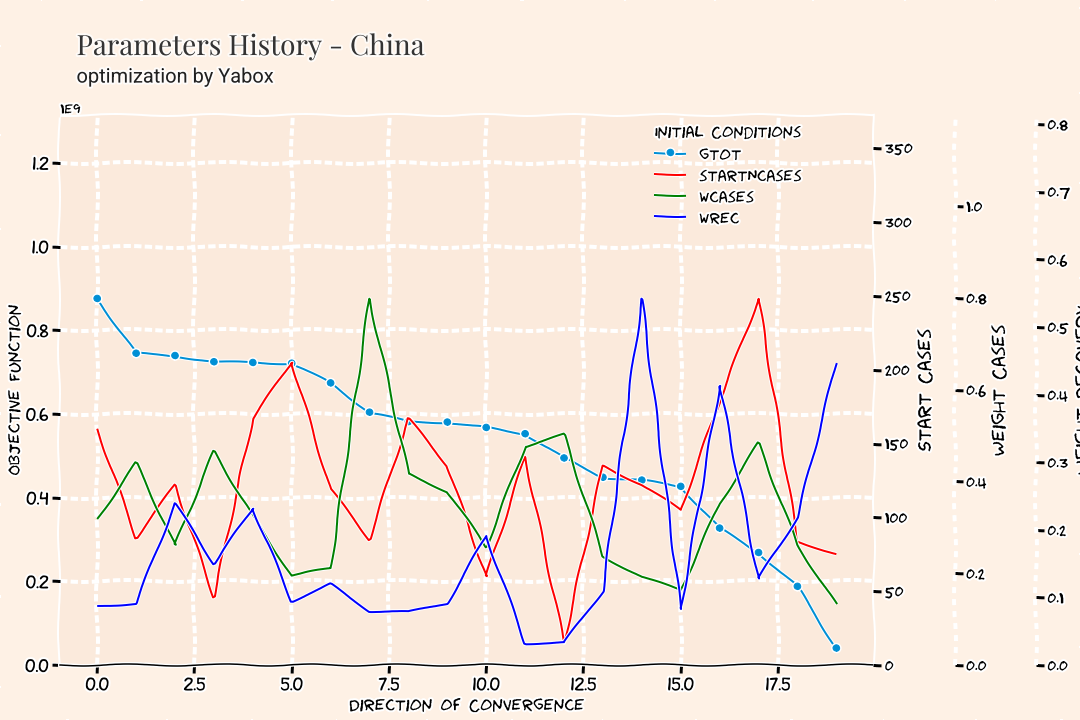 Parameters History - China
optimization by Yabox
1E9
INITIAL CONDITIONS
GTOT
STARTNCASES
WCASES
WREC
1.2
1.0
0.8
0.6
0.4
0.2
0.0
OBJECTIVE FUNCTION
0.0 2.5 5.0 7.5 10.0 12.5 15.0 17.5
DIRECTION OF CONVERGENCE
350
300
250
200
150
100
50
0
START CASES
1.0
0.8
0.6
0.4
0.2
0.0
WEIGHT CASES
0.8
0.7
0.6
0.5
0.4
0.3
0.2
0.1
0.0